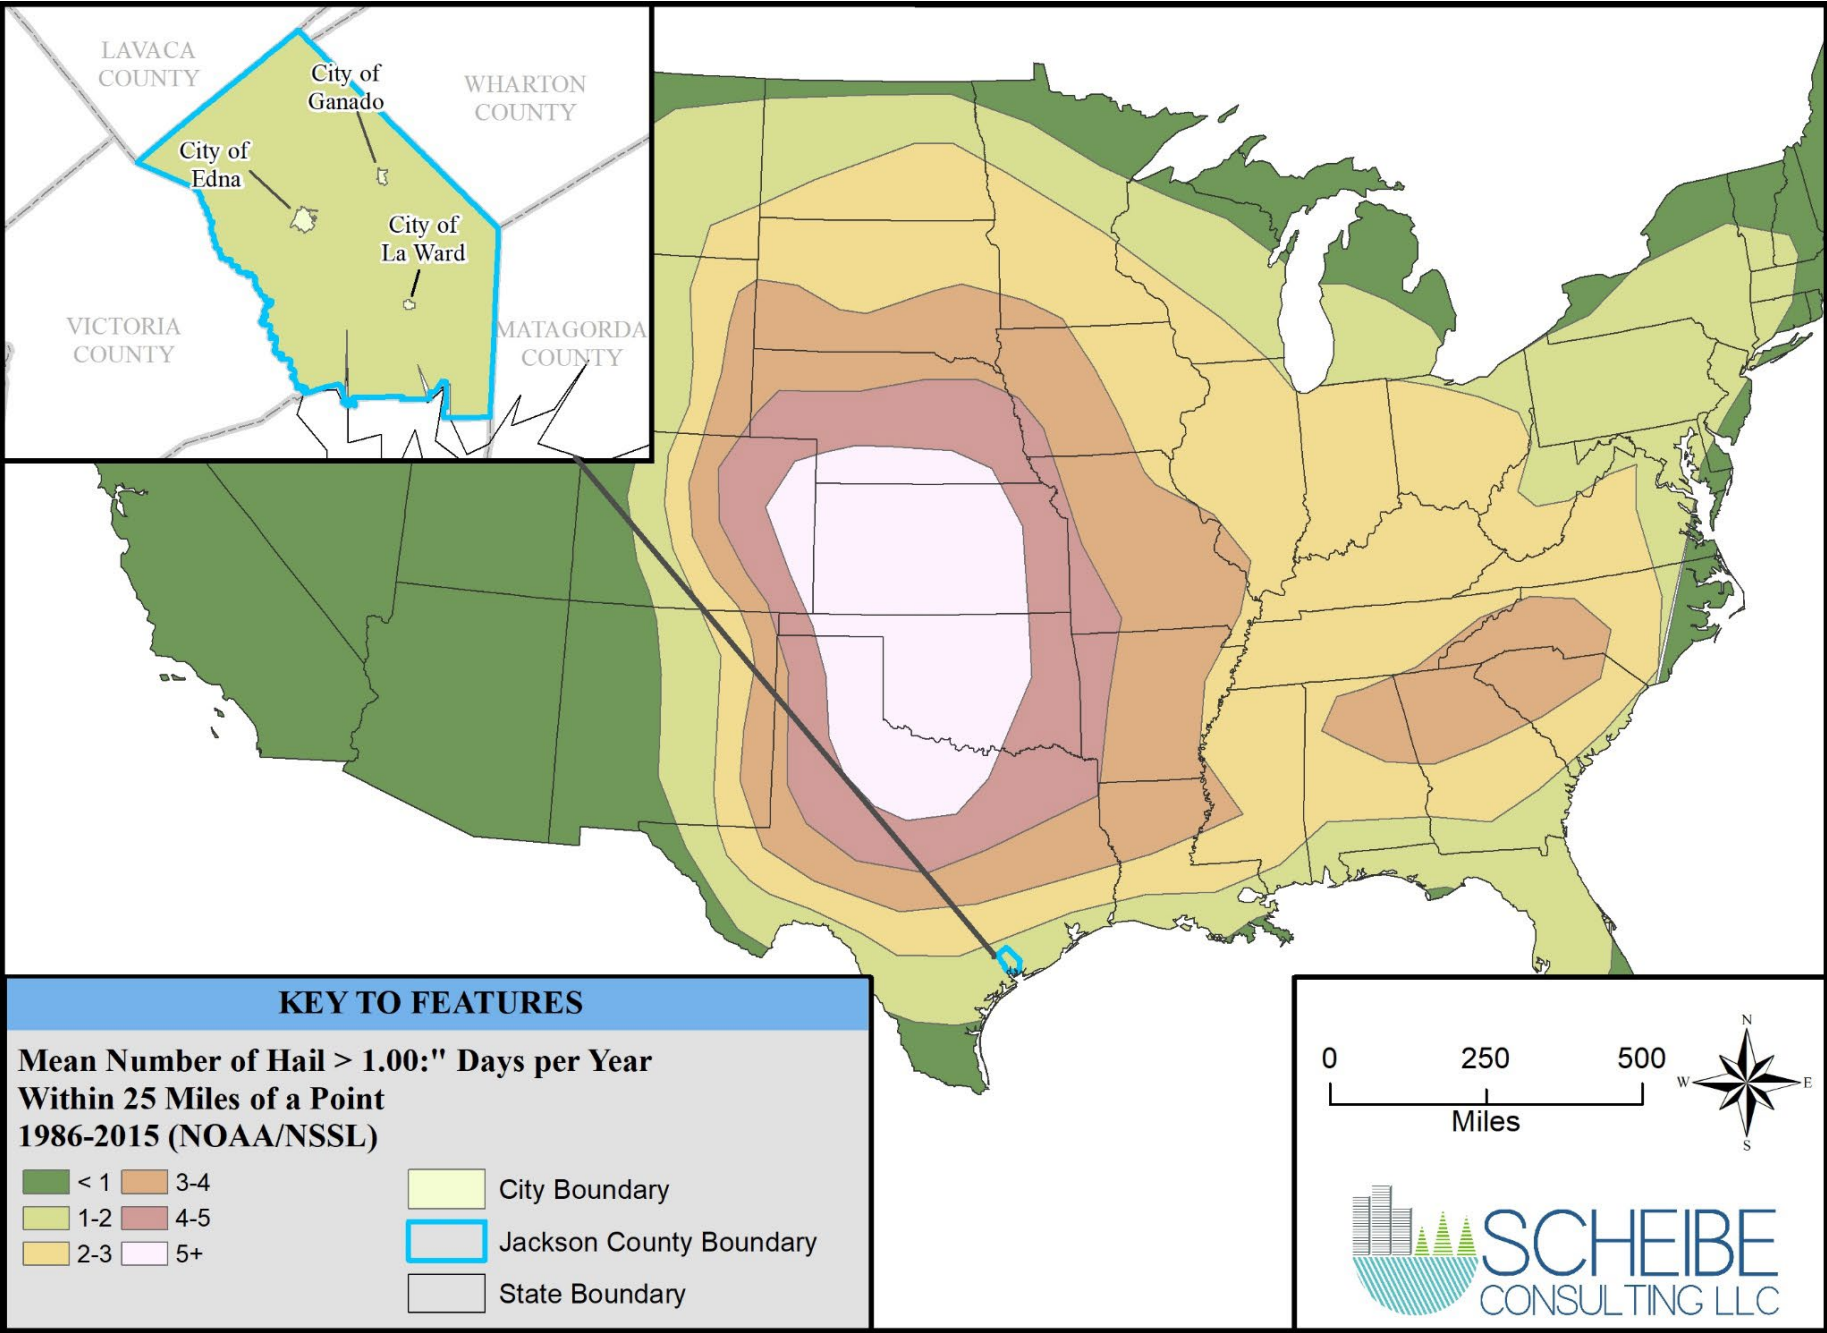 LAVACA
COUNTY
City of
Ganado
WHARTON
COUNTY
City of
Edna
City of
La Ward
VICTORIA
COUNTY
MATAGORDA
COUNTY
KEY TO FEATURES
Mean Number of Hail > 1.00:" Days per Year
Within 25 Miles of a Point
1986-2015 (NOAA/NSSL)
< 1
3-4
1-2
4-5
2-3
5+
City Boundary
Jackson County Boundary
State Boundary
0 250 500
Miles
N
W E
S
SCHEIBE
CONSULTING LLC